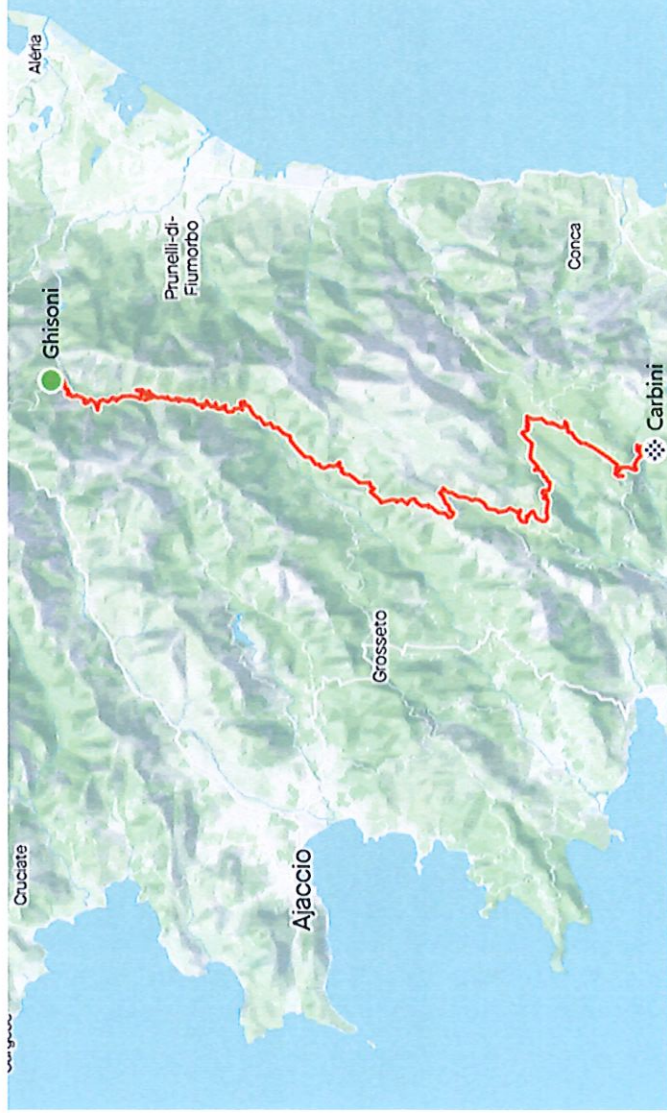 Aléria
Ghisoni
Prunelli-di-
Fiumorbo
Conca
Carbini
Grosseto
Cruciate
Ajaccio